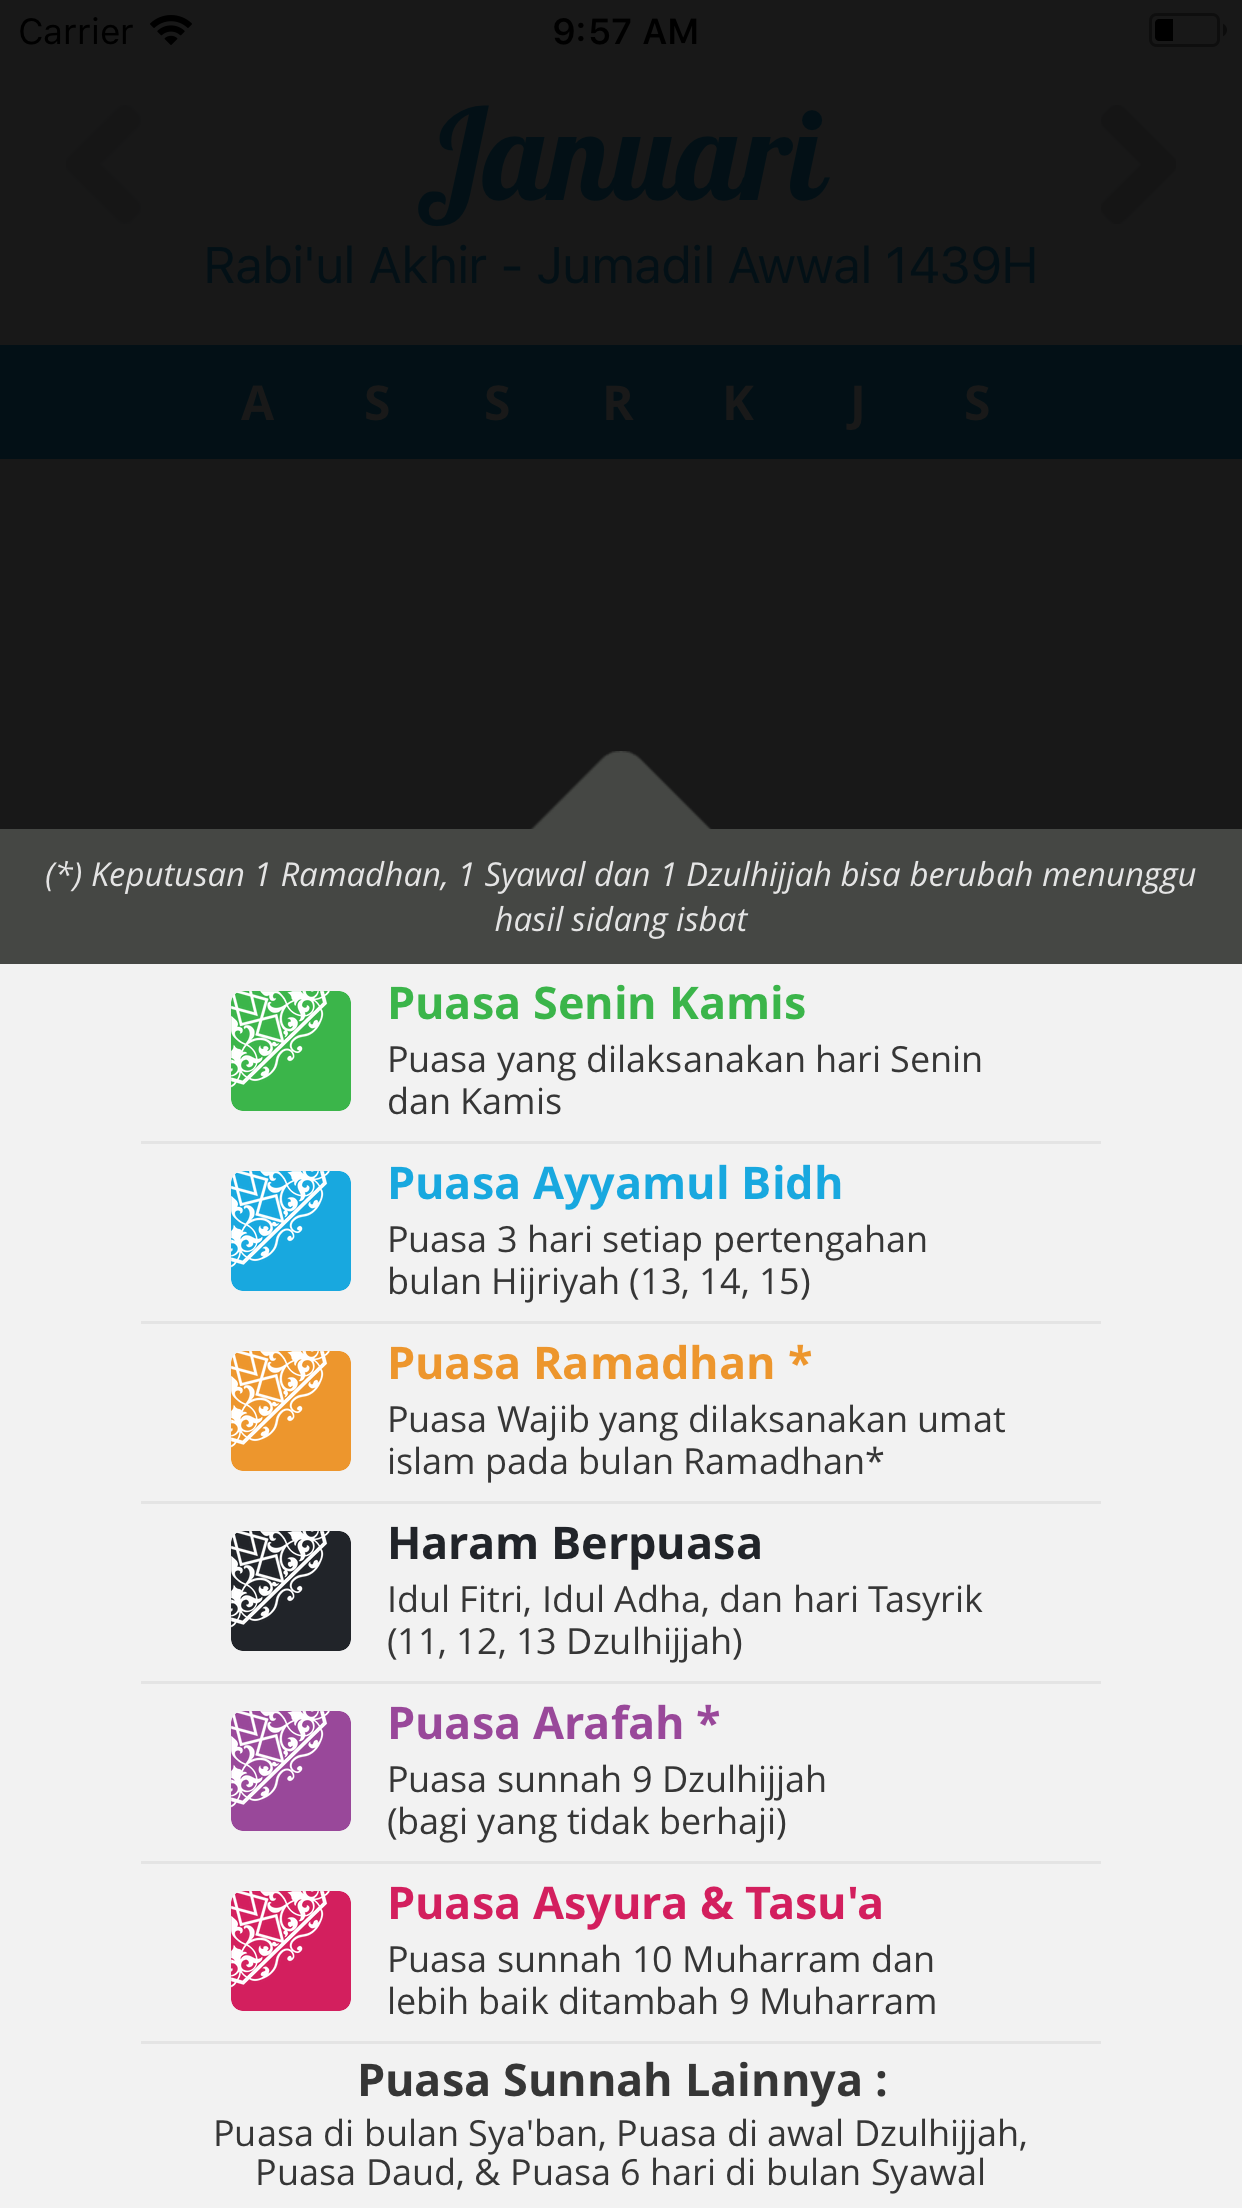 Carrier 9:57 AM
Januari
Rabi'ul Akhir - Jumadil Awwal 1439H
A S S R K J S
(*) Keputusan 1 Ramadhan, 1 Syawal dan 1 Dzulhijjah bisa berubah menunggu
hasil sidang isbat
Puasa Senin Kamis
Puasa yang dilaksanakan hari Senin
dan Kamis
Puasa Ayyamul Bidh
Puasa 3 hari setiap pertengahan
bulan Hijriyah (13, 14, 15)
Puasa Ramadhan *
Puasa Wajib yang dilaksanakan umat
islam pada bulan Ramadhan*
Haram Berpuasa
Idul Fitri, Idul Adha, dan hari Tasyrik
(11, 12, 13 Dzulhijjah)
Puasa Arafah *
Puasa sunnah 9 Dzulhijjah
(bagi yang tidak berhaji)
Puasa Asyura & Tasu'a
Puasa sunnah 10 Muharram dan
lebih baik ditambah 9 Muharram
Puasa Sunnah Lainnya :
Puasa di bulan Sya'ban, Puasa di awal Dzulhijjah,
Puasa Daud, & Puasa 6 hari di bulan Syawal